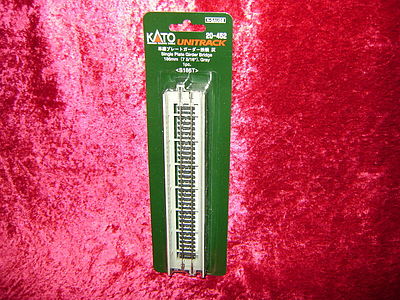 KATO
UNITRACK
20-452
単線プレートガーダー鉄橋 灰
Single Plate Girder Bridge
186mm (7 5/16"), Gray
1pc.
<S186T>